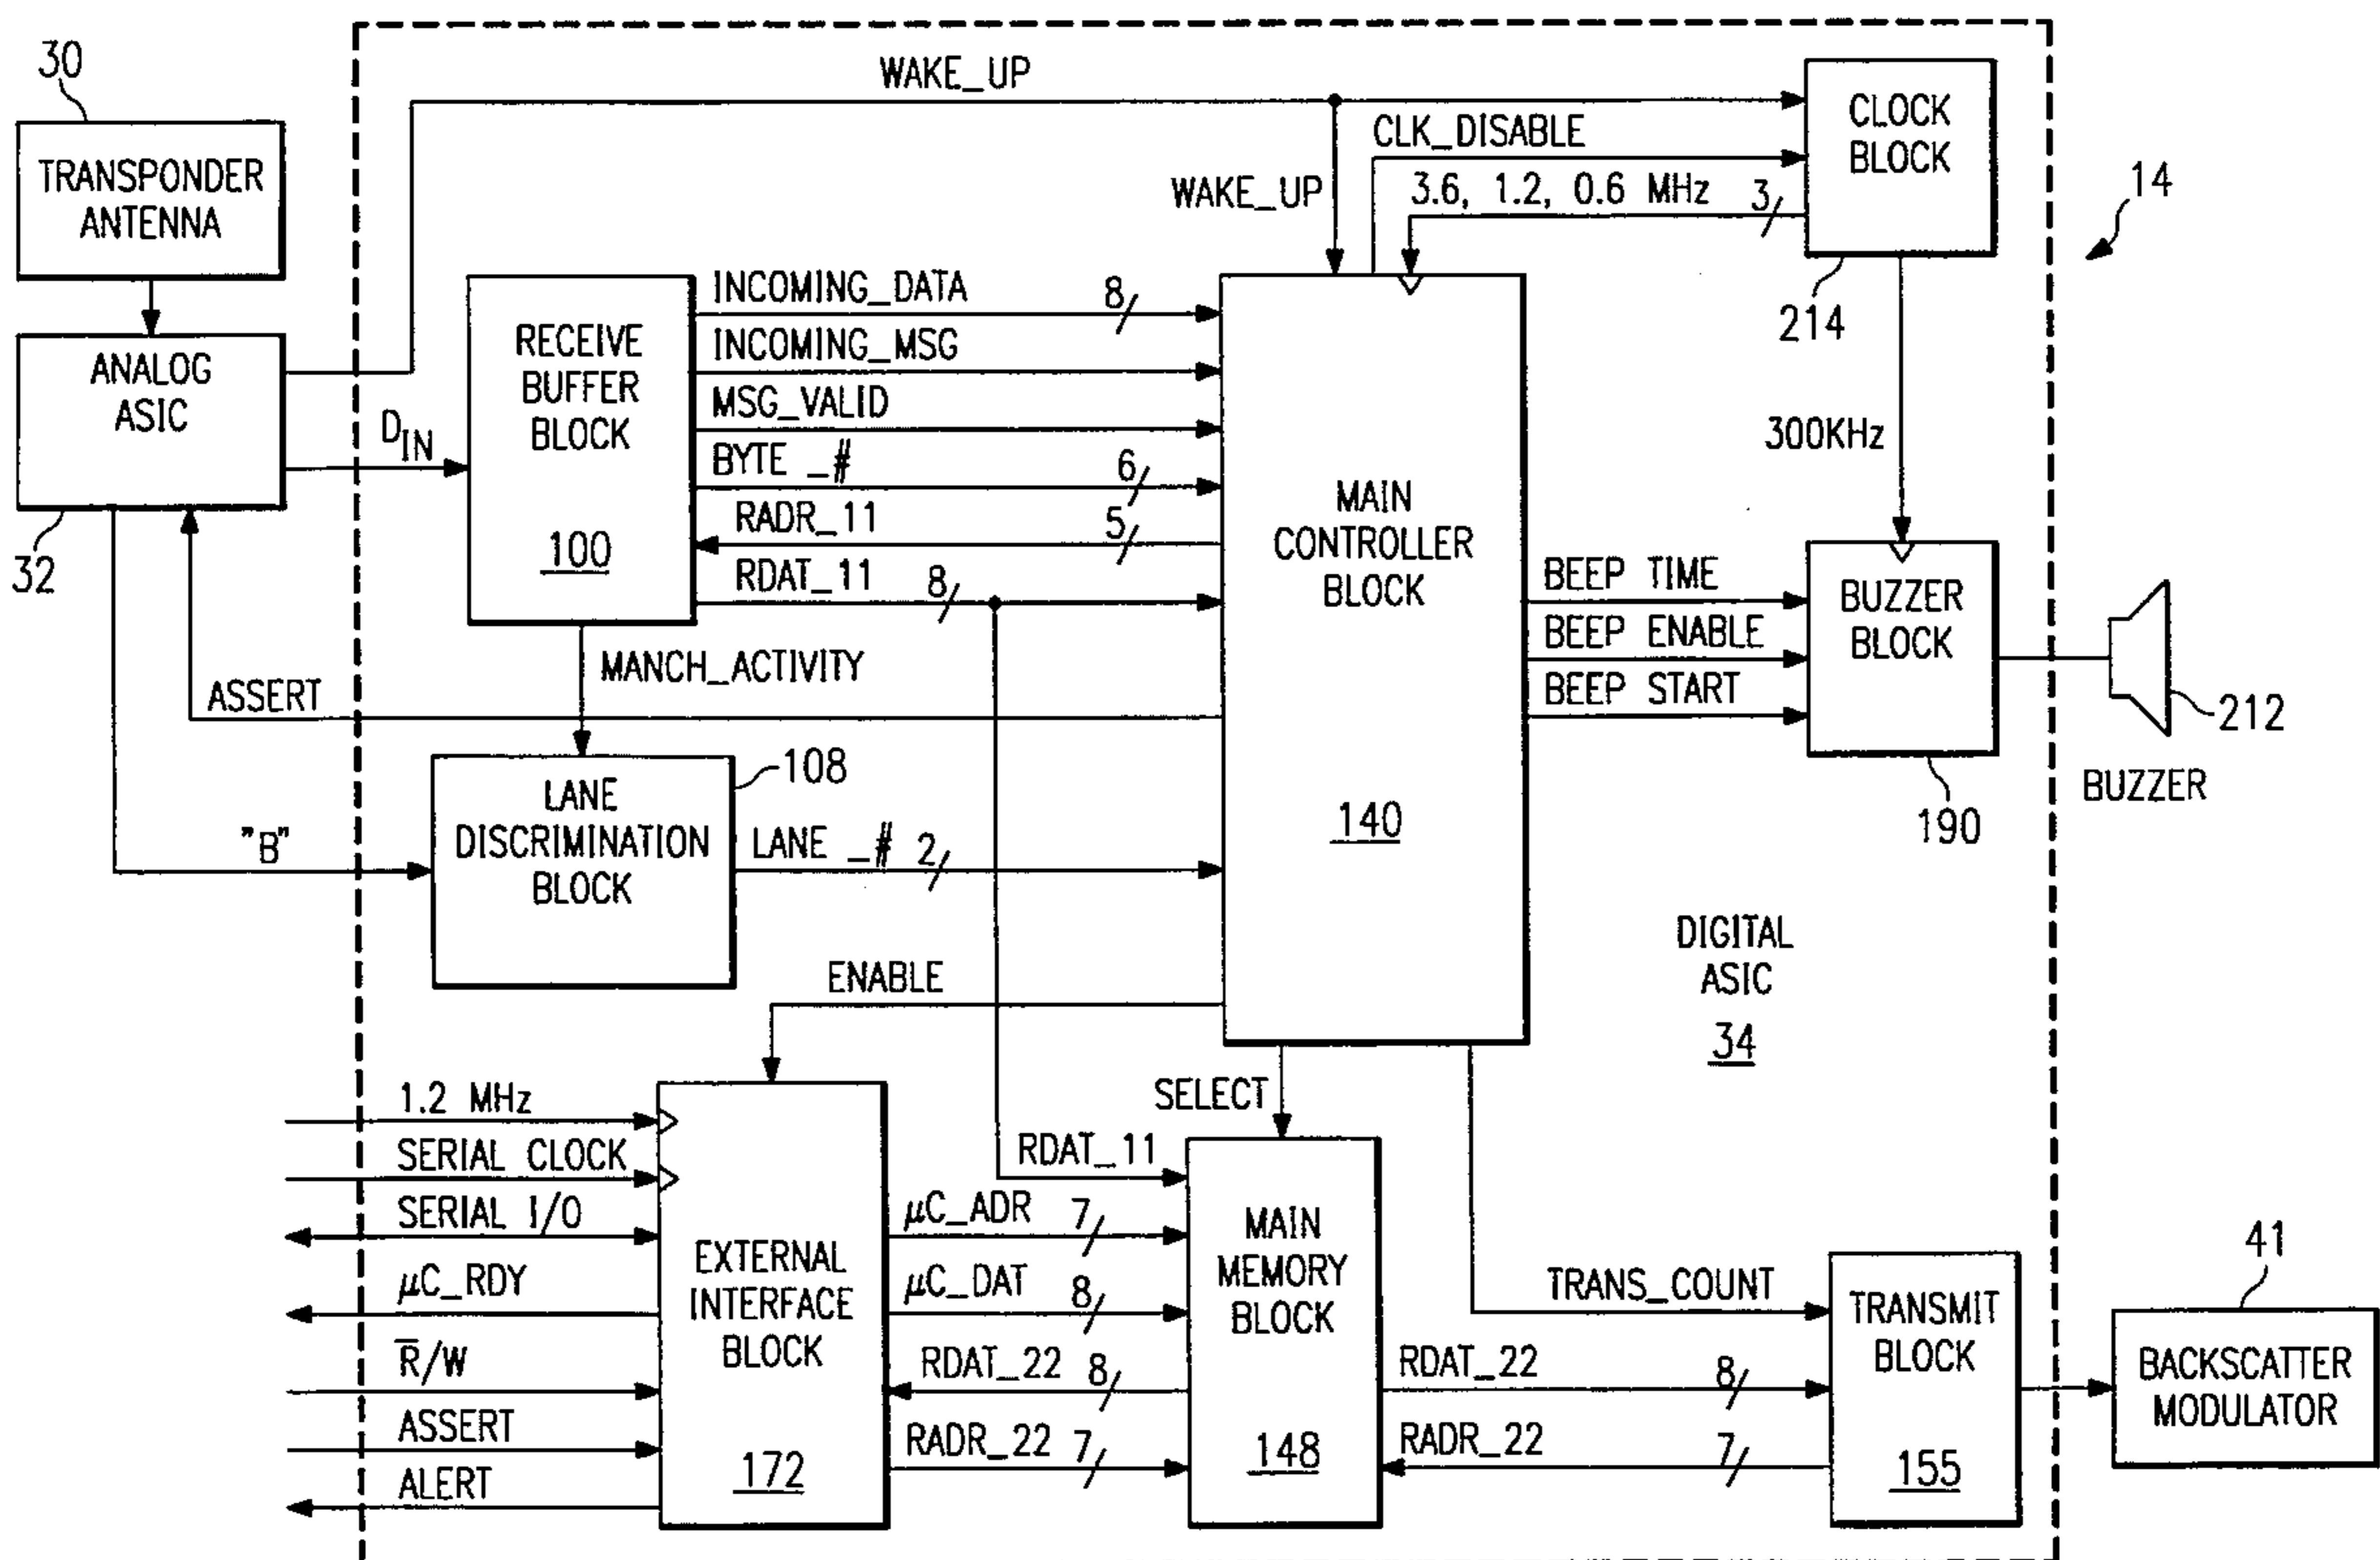 30
TRANSPONDER
ANTENNA
ANALOG
ASIC
32
WAKE_UP
WAKE_UP
CLK_DISABLE
3.6, 1.2, 0.6 MHz 3
CLOCK
BLOCK
214
14
D_IN
RECEIVE
BUFFER
BLOCK
100
INCOMING_DATA 8
INCOMING_MSG
MSG_VALID
BYTE _# 6
RADR_11 5
RDAT_11 8
MAIN
CONTROLLER
BLOCK
140
300KHz
BEEP TIME
BEEP ENABLE
BEEP START
BUZZER
BLOCK
190
212
BUZZER
MANCH_ACTIVITY
ASSERT
"B"
LANE
DISCRIMINATION
BLOCK
108
LANE _# 2
DIGITAL
ASIC
34
ENABLE
SELECT
1.2 MHz
SERIAL CLOCK
SERIAL I/O
μC_RDY
R̅/W
ASSERT
ALERT
EXTERNAL
INTERFACE
BLOCK
172
RDAT_11
μC_ADR 7
μC_DAT 8
RDAT_22 8
RADR_22 7
MAIN
MEMORY
BLOCK
148
TRANS_COUNT
RDAT_22 8
RADR_22 7
TRANSMIT
BLOCK
155
41
BACKSCATTER
MODULATOR